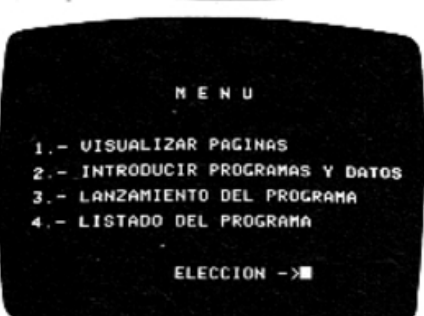 M E N U
1.- VISUALIZAR PAGINAS
2.- INTRODUCIR PROGRAMAS Y DATOS
3.- LANZAMIENTO DEL PROGRAMA
4.- LISTADO DEL PROGRAMA
ELECCION ->